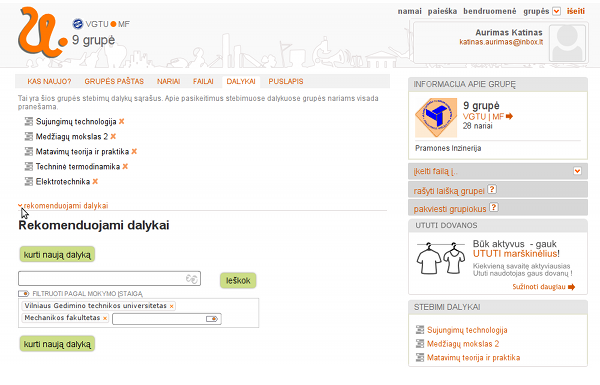 namai paieška bendruomenė grupės išeiti
VGTU MF
9 grupė
Aurimas Katinas
katinas.aurimas@inbox.lt
KAS NAUJO? GRUPĖS PAŠTAS NARIAI FAILAI DALYKAI PUSLAPIS
Tai yra šios grupės stebimų dalykų sąrašus. Apie pasikeitimus stebimuose dalykuose grupės nariams visada
pranešama.
Sujungimų technologija
Medžiagų mokslas 2
Matavimų teorija ir praktika
Techninė termodinamika
Elektrotechnika
rekomenduojami dalykai
Rekomenduojami dalykai
kurti naują dalyką
Ieškok
FILTRUOTI PAGAL MOKYMO ĮSTAIGĄ
Vilniaus Gedimino technikos universitetas
Mechanikos fakultetas
kurti naują dalyką
INFORMACIJA APIE GRUPĘ
9 grupė
VGTU | MF
28 nariai
Pramones Inzinerija
įkelti failą į..
rašyti laišką grupei ?
pakviesti grupiokus ?
UTUTI DOVANOS
Būk aktyvus - gauk
UTUTI marškinėlius!
Kiekvieną savaitę aktyviausias
Ututi naudotojas gaus dovanų !
Sužinoti daugiau
STEBIMI DALYKAI
Sujungimų technologija
Medžiagų mokslas 2
Matavimų teorija ir praktika